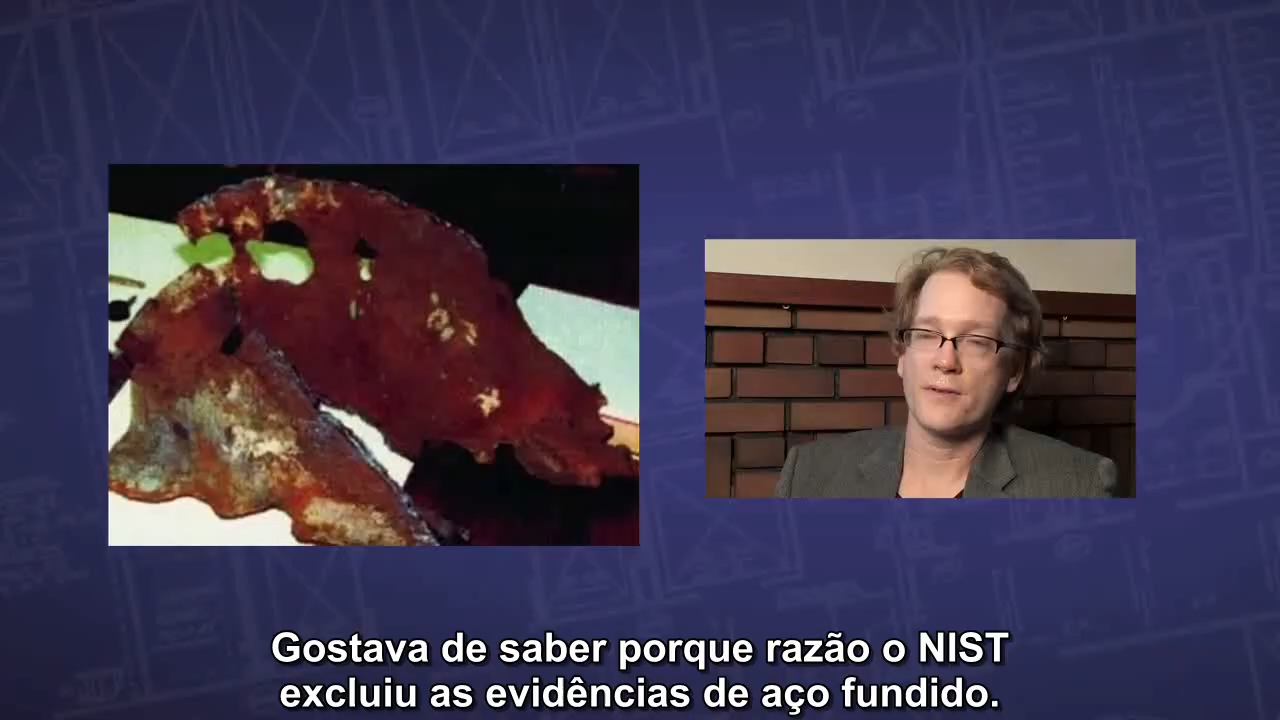 Gostava de saber porque razão o NIST
excluiu as evidências de aço fundido.